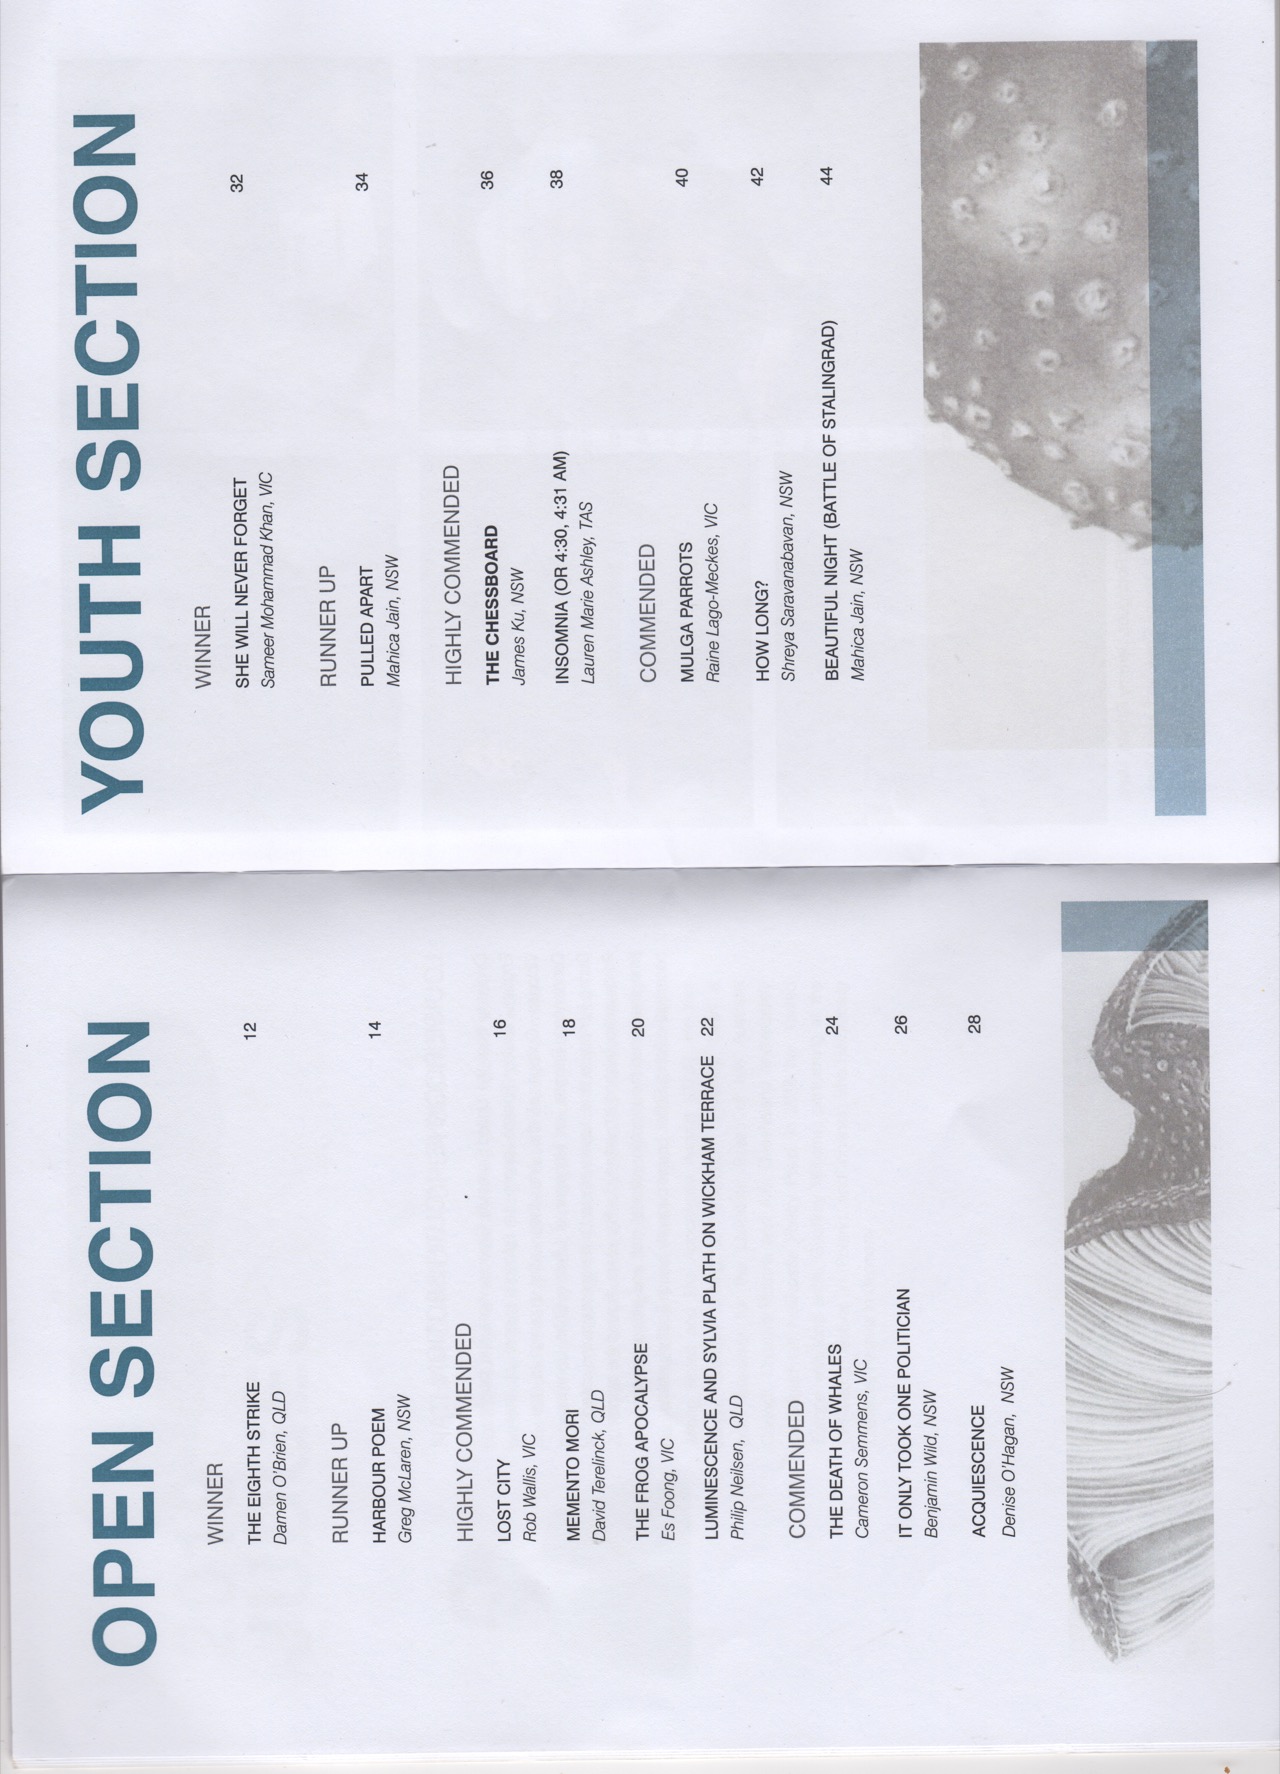 OPEN SECTION
WINNER
THE EIGHTH STRIKE 12
Damen O'Brien, QLD
RUNNER UP
HARBOUR POEM 14
Greg McLaren, NSW
HIGHLY COMMENDED
LOST CITY 16
Rob Wallis, VIC
MEMENTO MORI 18
David Terelinck, QLD
THE FROG APOCALYPSE 20
Es Foong, VIC
LUMINESCENCE AND SYLVIA PLATH ON WICKHAM TERRACE 22
Philip Neilsen, QLD
COMMENDED
THE DEATH OF WHALES 24
Cameron Semmens, VIC
IT ONLY TOOK ONE POLITICIAN 26
Benjamin Wild, NSW
ACQUIESCENCE 28
Denise O'Hagan, NSW
YOUTH SECTION
WINNER
SHE WILL NEVER FORGET 32
Sameer Mohammad Khan, VIC
RUNNER UP
PULLED APART 34
Mahica Jain, NSW
HIGHLY COMMENDED
THE CHESSBOARD 36
James Ku, NSW
INSOMNIA (OR 4:30, 4:31 AM) 38
Lauren Marie Ashley, TAS
COMMENDED
MULGA PARROTS 40
Raine Lago-Meckes, VIC
HOW LONG? 42
Shreya Saravanabavan, NSW
BEAUTIFUL NIGHT (BATTLE OF STALINGRAD) 44
Mahica Jain, NSW